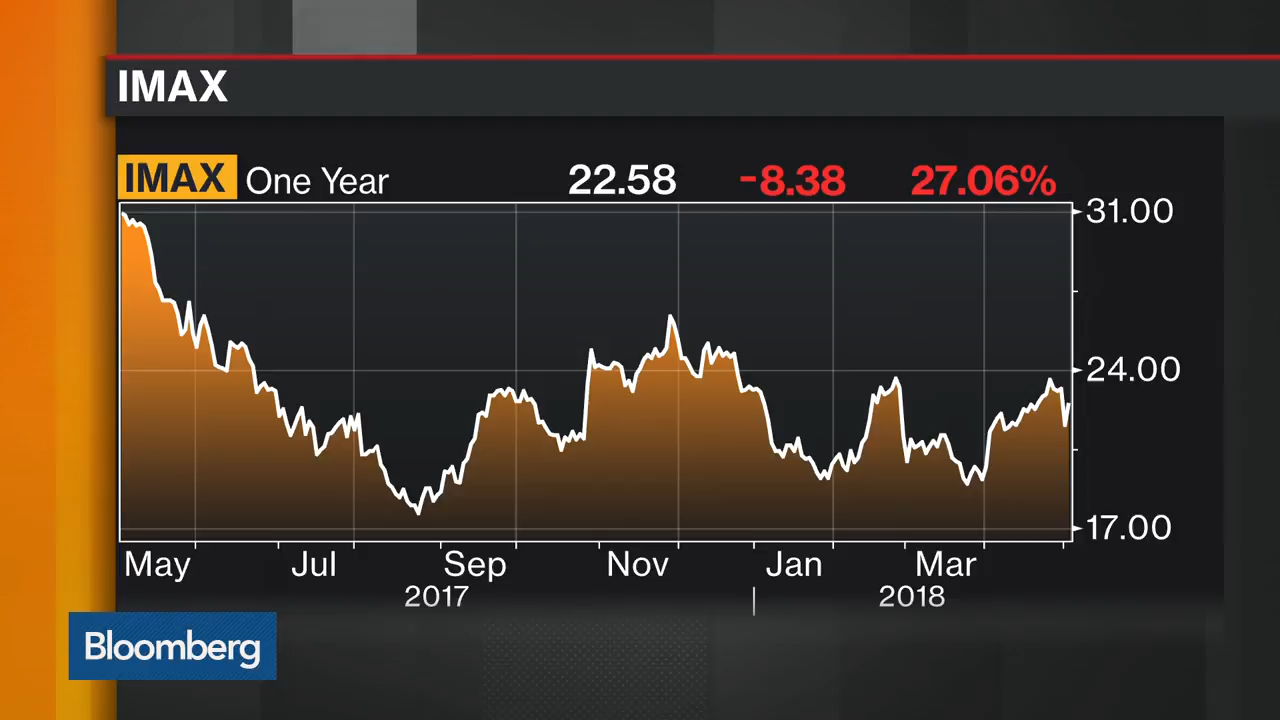 IMAX
IMAX One Year 22.58 -8.38 27.06%
31.00
24.00
17.00
May Jul Sep Nov Jan Mar
2017 2018
Bloomberg